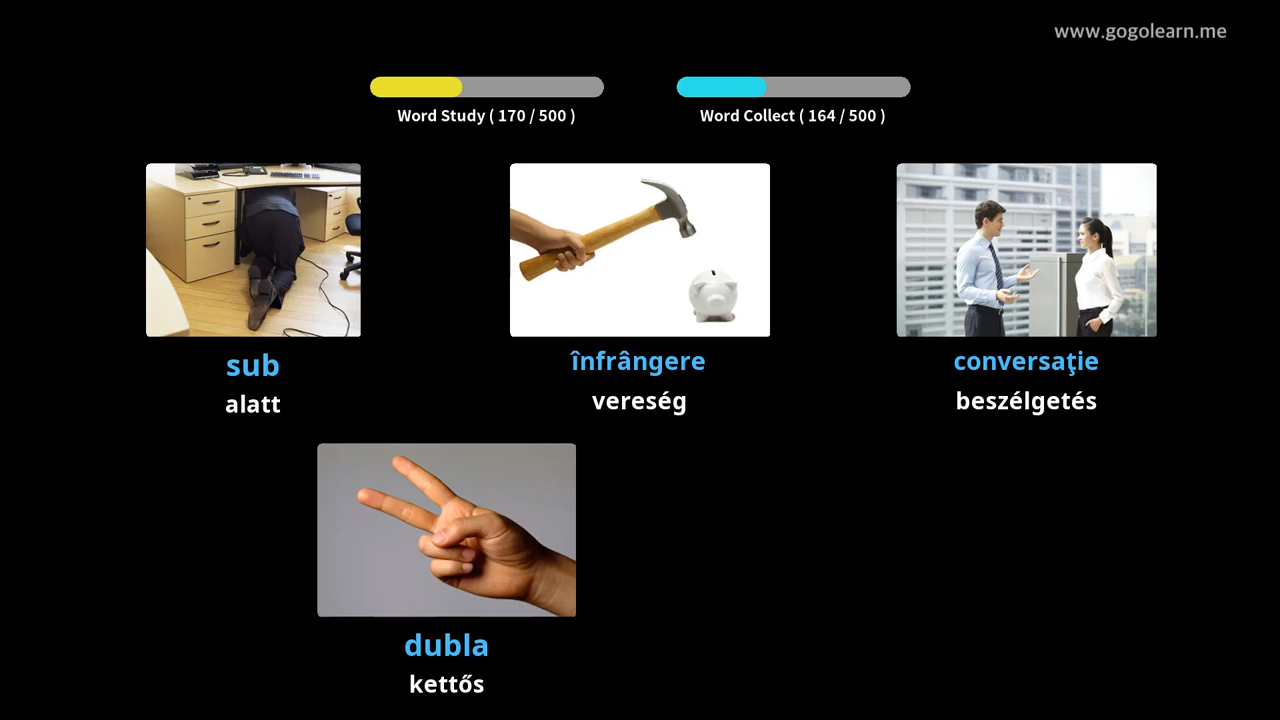 www.gogolearn.me
Word Study ( 170 / 500 )
Word Collect ( 164 / 500 )
sub
alatt
înfrângere
vereség
conversaţie
beszélgetés
dubla
kettős